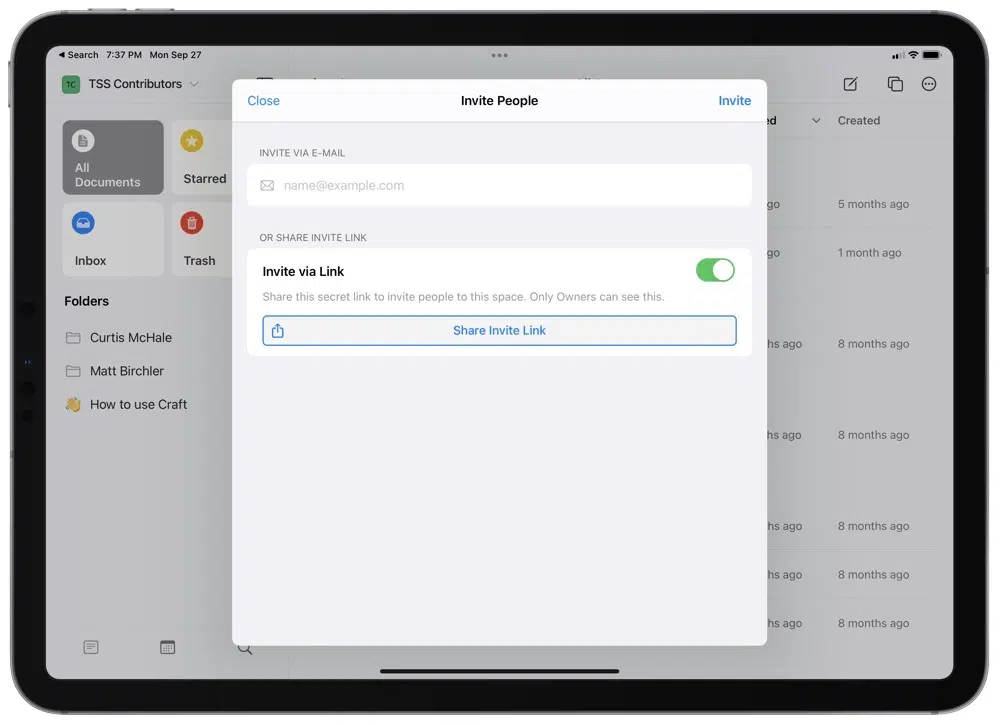 Search 7:37 PM Mon Sep 27
TC TSS Contributors
Close Invite People Invite
Created
INVITE VIA E-MAIL
name@example.com
All
Documents
Starred
Inbox
Trash
OR SHARE INVITE LINK
Invite via Link
Share this secret link to invite people to this space. Only Owners can see this.
Share Invite Link
Folders
Curtis McHale
Matt Birchler
How to use Craft
go 5 months ago
go 1 month ago
hs ago 8 months ago
hs ago 8 months ago
hs ago 8 months ago
hs ago 8 months ago
hs ago 8 months ago